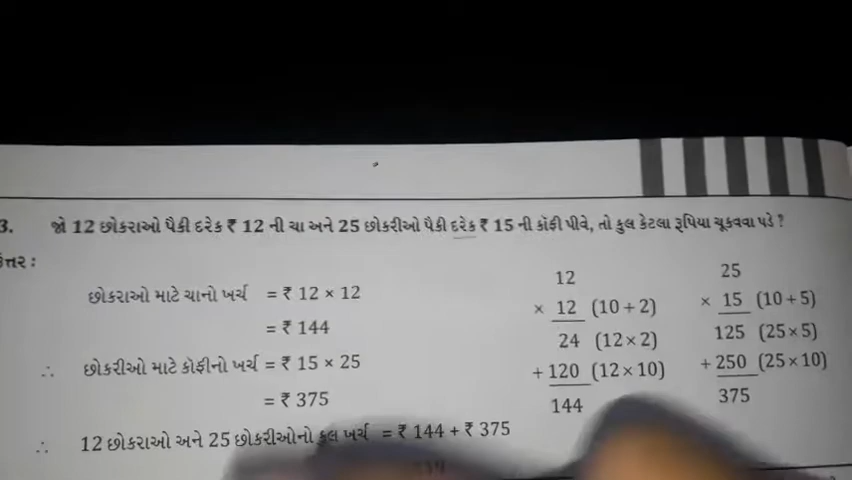 3. જો 12 છોકરાઓ પૈકી દરેક ₹ 12 ની ચા અને 25 છોકરીઓ પૈકી દરેક ₹ 15 ની કૉફી પીવે, તો કુલ કેટલા રૂપિયા ચૂકવવા પડે ?
છોકરાઓ માટે ચાનો ખર્ચ = ₹ 12 × 12
= ₹ 144
∴ છોકરીઓ માટે કૉફીનો ખર્ચ = ₹ 15 × 25
= ₹ 375
∴ 12 છોકરાઓ અને 25 છોકરીઓનો કુલ ખર્ચ = ₹ 144 + ₹ 375
12
× 12 (10 + 2)
24 (12 × 2)
+ 120 (12 × 10)
144
25
× 15 (10 + 5)
125 (25 × 5)
+ 250 (25 × 10)
375